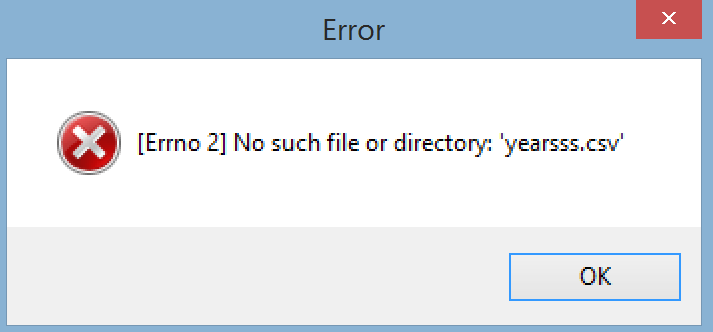 Error
[Errno 2] No such file or directory: 'yearsss.csv'
OK